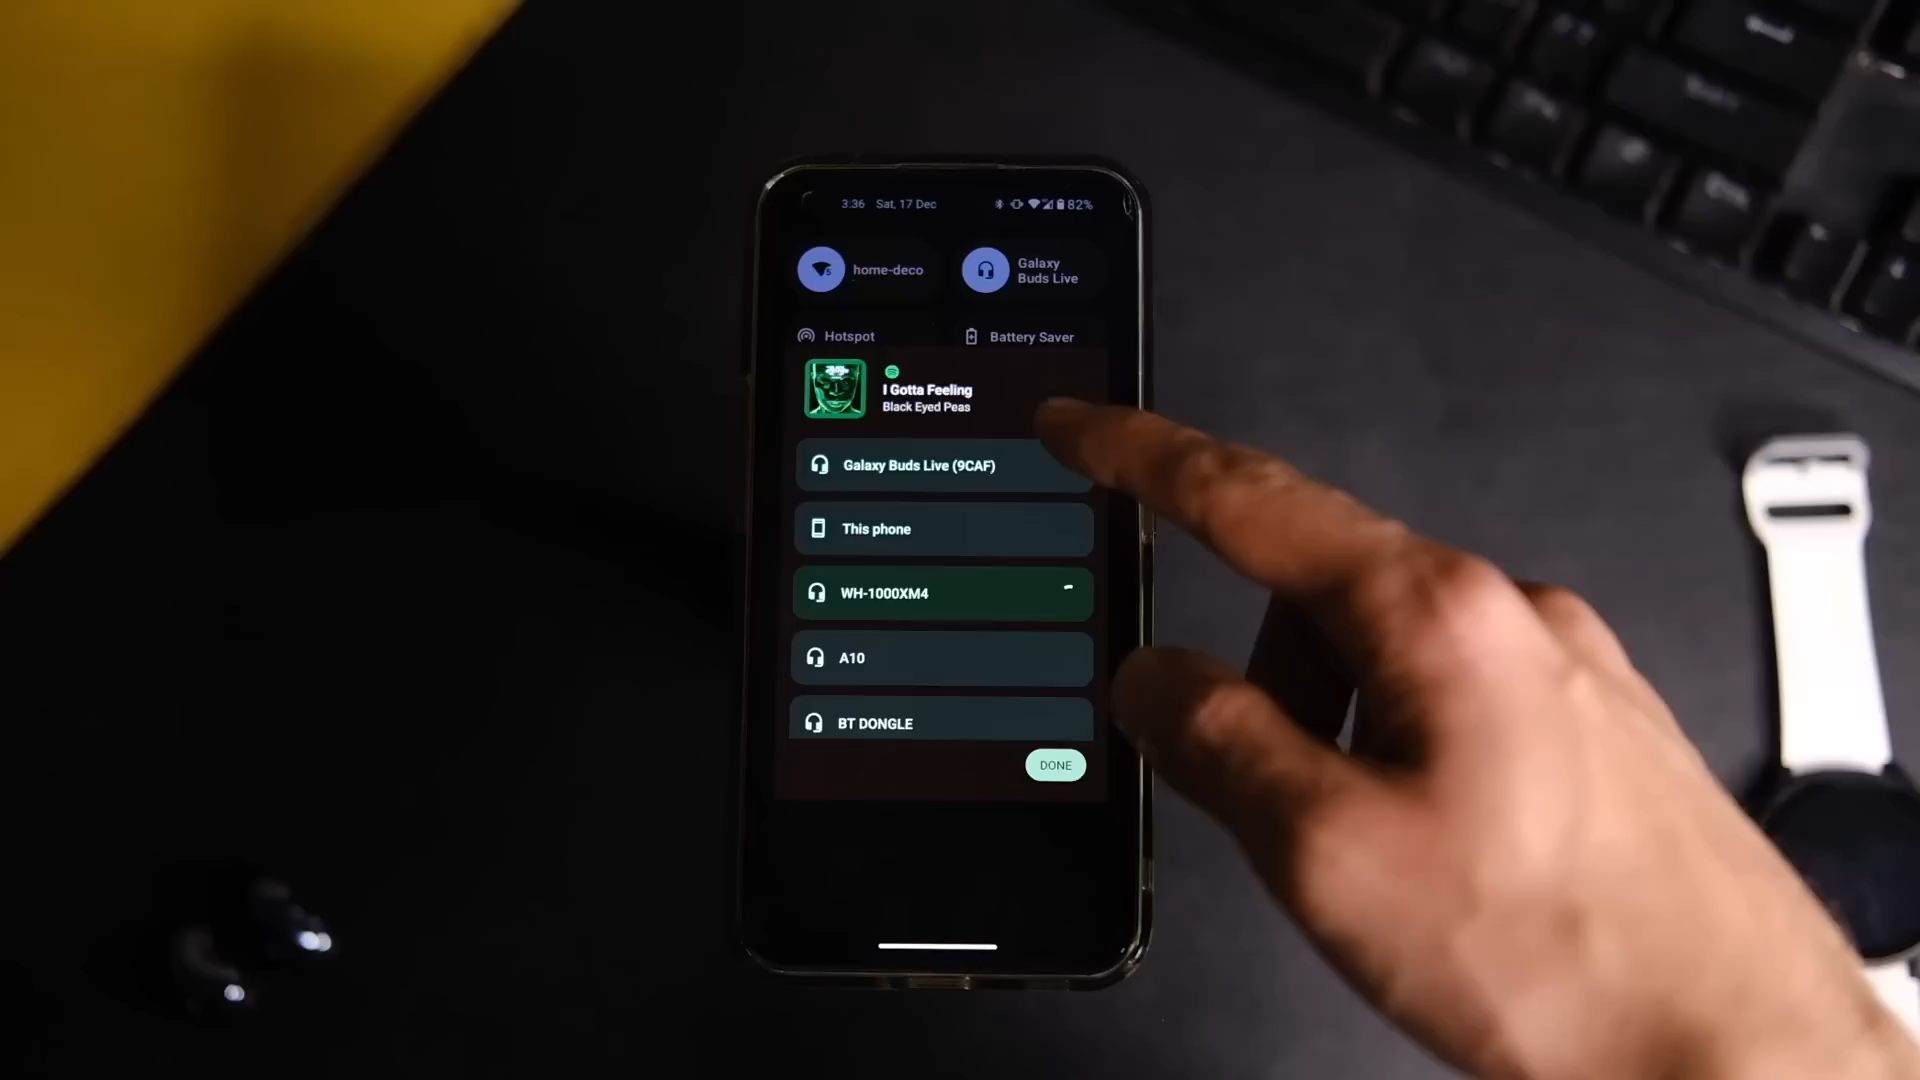 3:36 Sat, 17 Dec 82%
home-deco
Galaxy
Buds Live
Hotspot
Battery Saver
I Gotta Feeling
Black Eyed Peas
Galaxy Buds Live (9CAF)
This phone
WH-1000XM4
A10
BT DONGLE
DONE